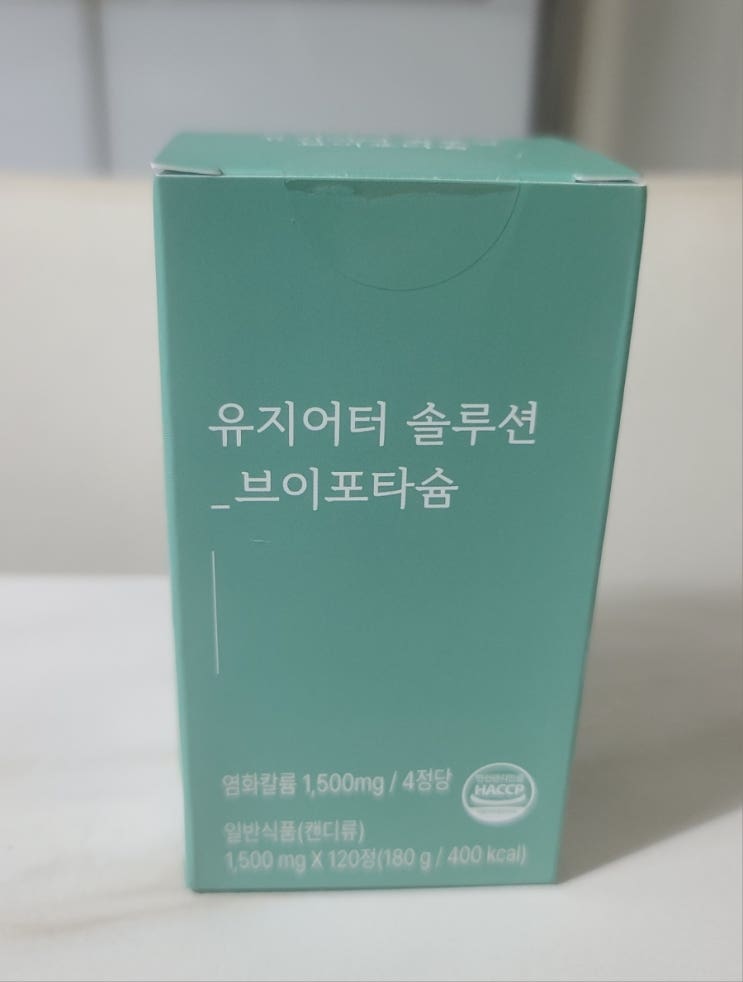 유지어터 솔루션
_브이포타슘
염화칼륨 1,500mg / 4정당
HACCP
일반식품(캔디류)
1,500 mg X 120정(180 g / 400 kcal)